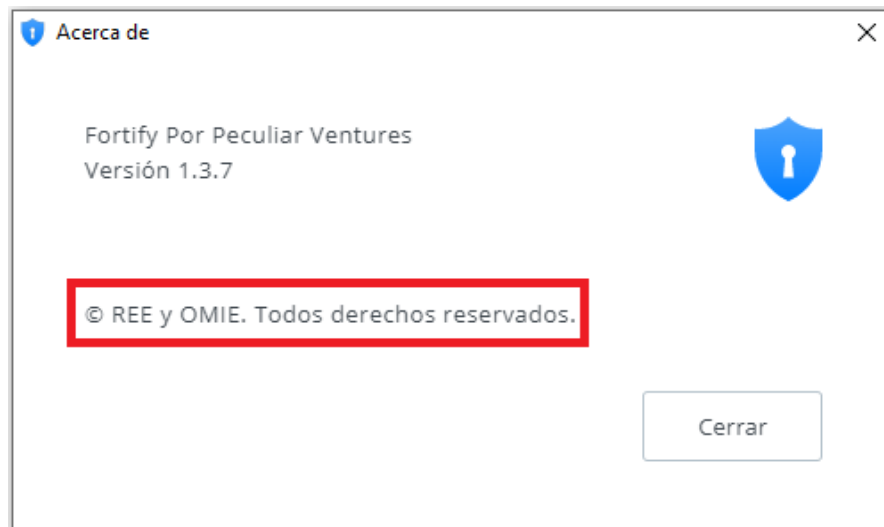 Acerca de
Fortify Por Peculiar Ventures
Versión 1.3.7
© REE y OMIE. Todos derechos reservados.
Cerrar